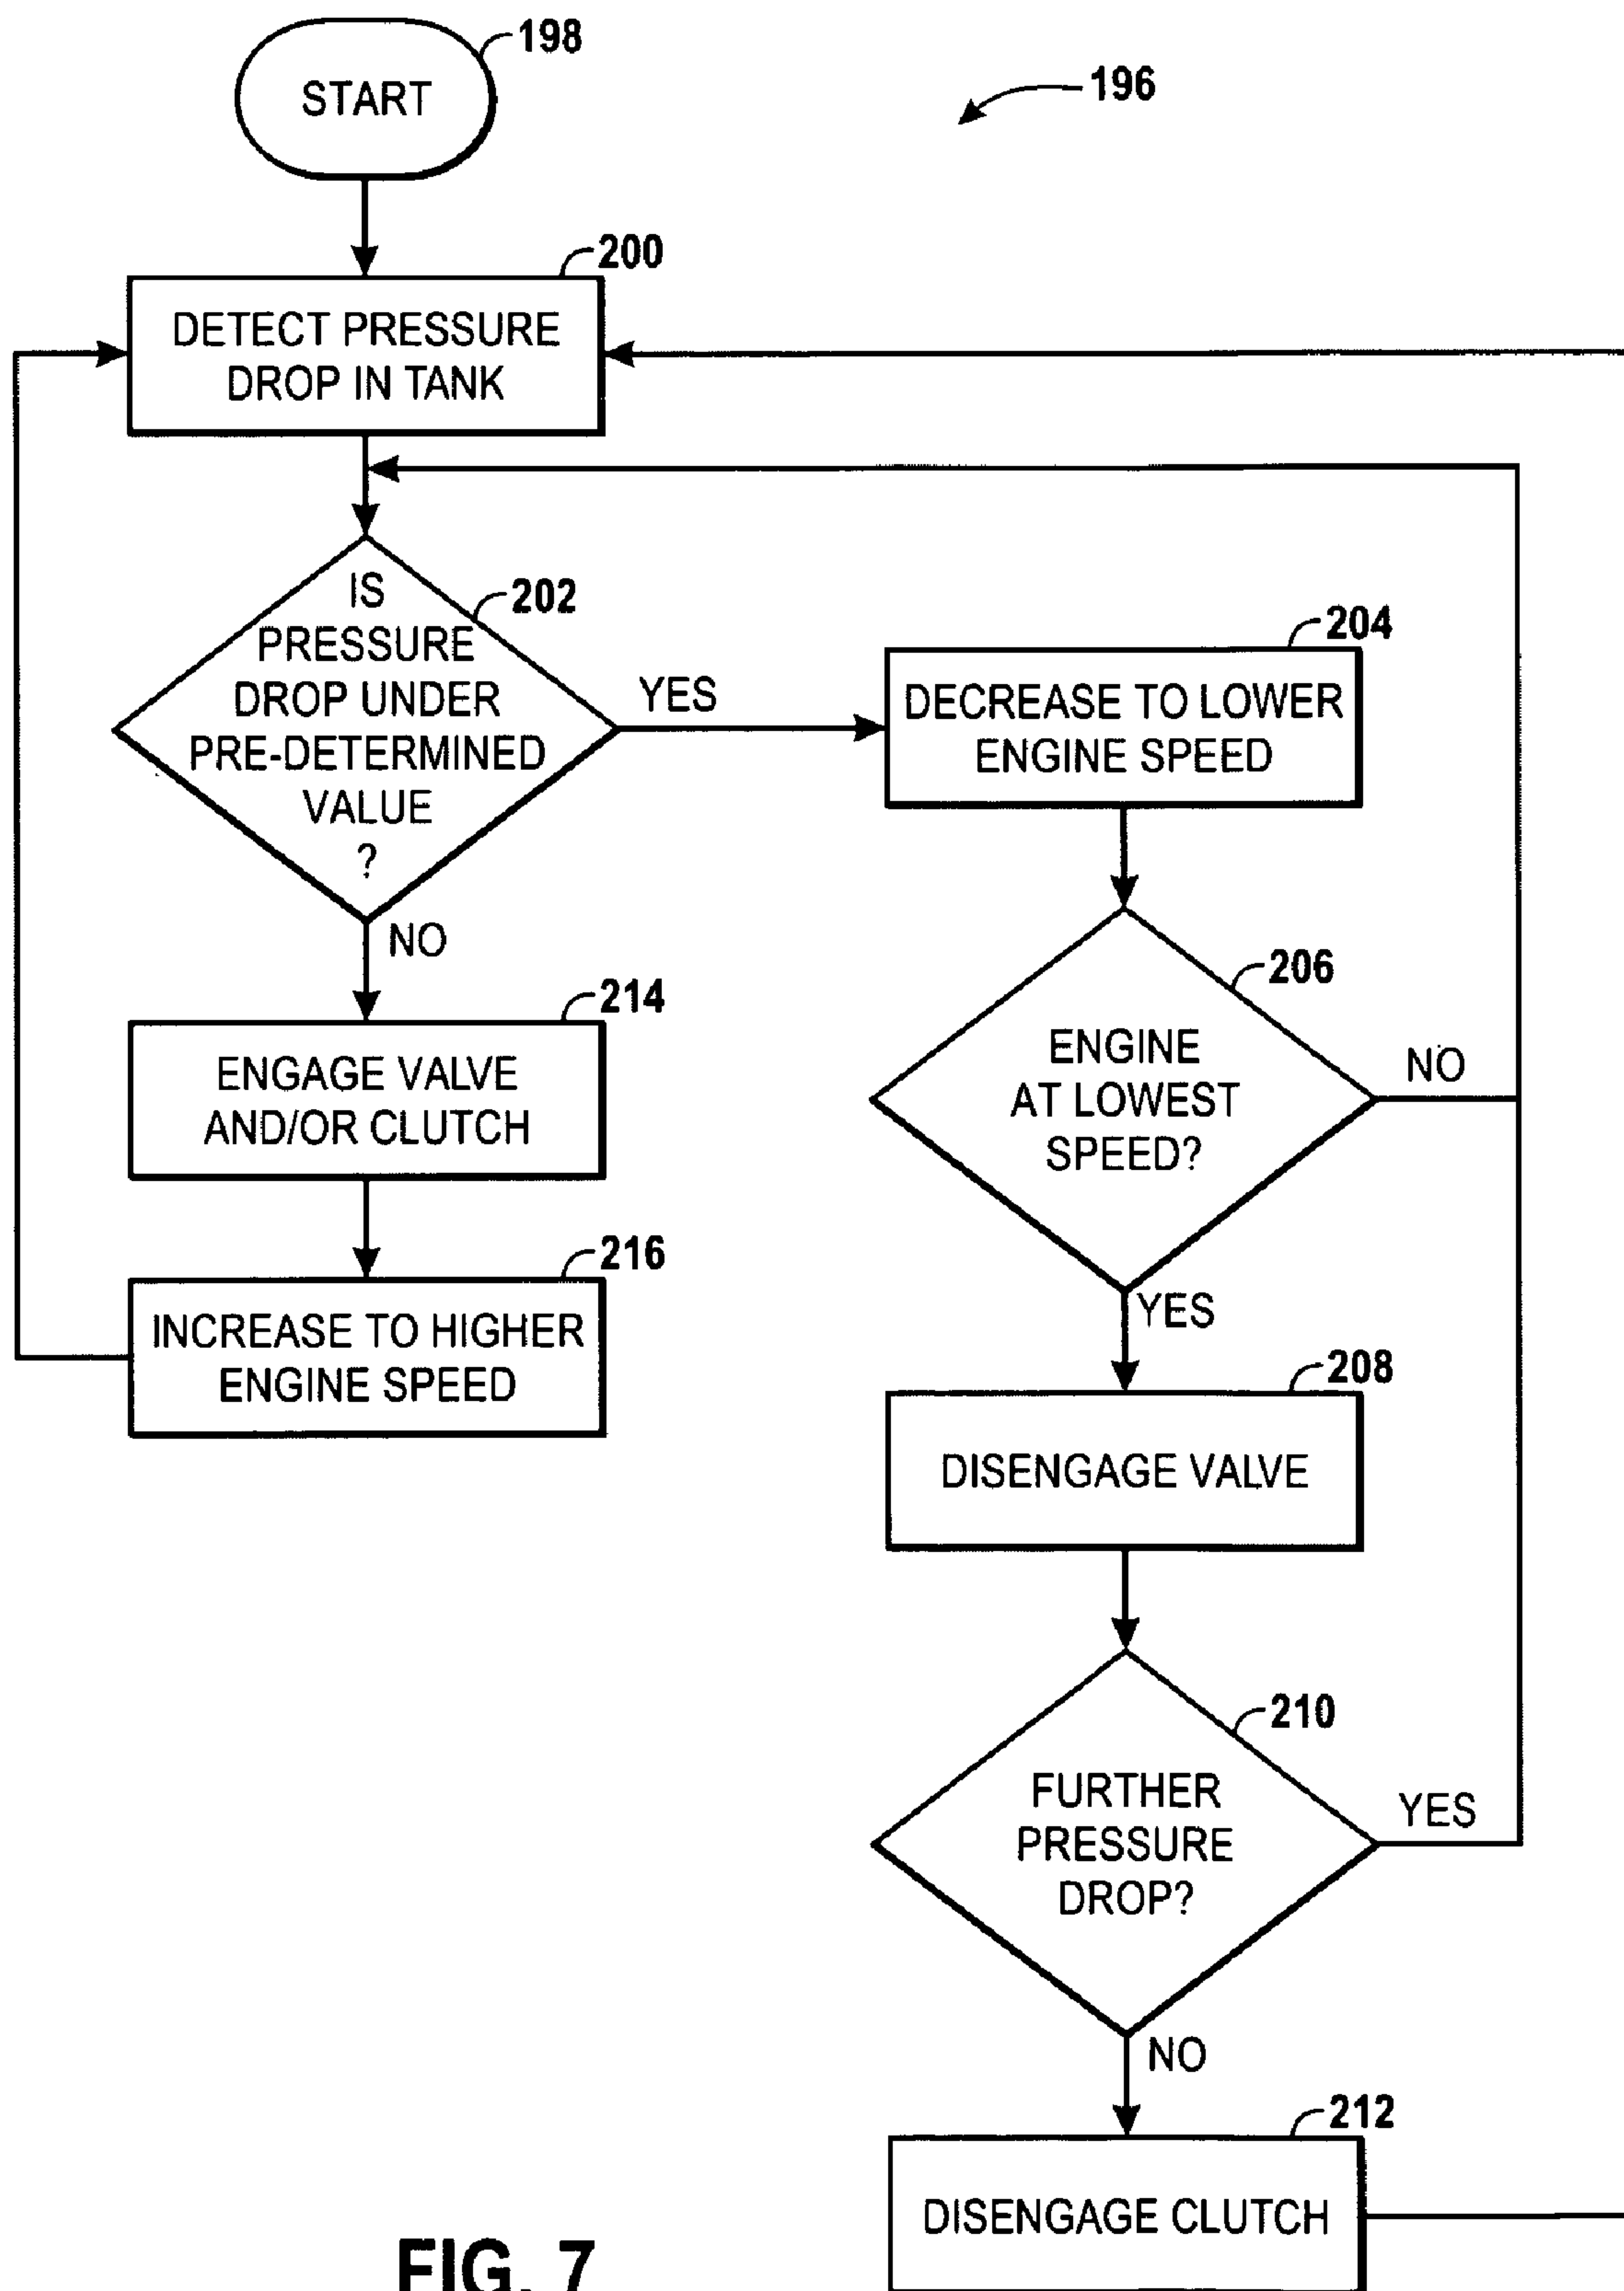 198
START
196
200
DETECT PRESSURE
DROP IN TANK
IS
PRESSURE
DROP UNDER
PRE-DETERMINED
VALUE
?
202
YES
204
DECREASE TO LOWER
ENGINE SPEED
NO
206
ENGINE
AT LOWEST
SPEED?
NO
214
ENGAGE VALVE
AND/OR CLUTCH
216
INCREASE TO HIGHER
ENGINE SPEED
YES
208
DISENGAGE VALVE
210
FURTHER
PRESSURE
DROP?
YES
NO
212
DISENGAGE CLUTCH
FIG. 7